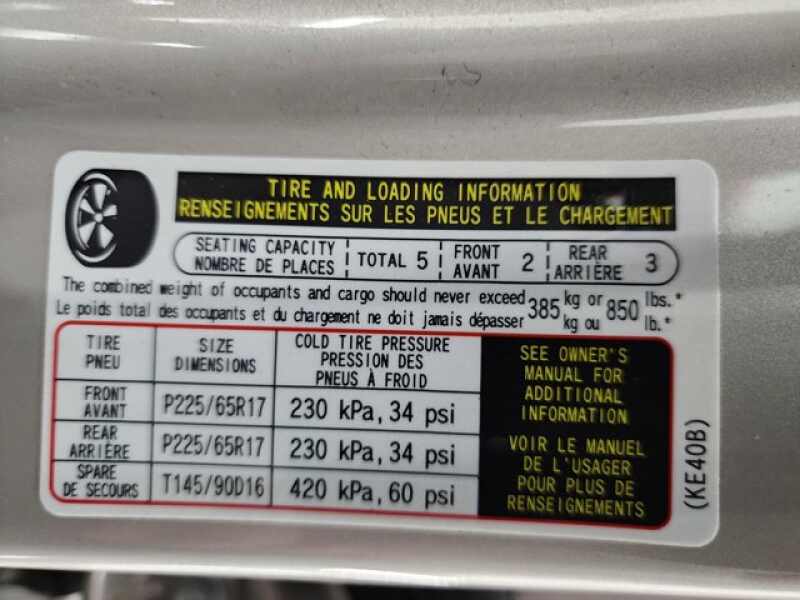 TIRE AND LOADING INFORMATION
RENSEIGNEMENTS SUR LES PNEUS ET LE CHARGEMENT
SEATING CAPACITY
NOMBRE DE PLACES
TOTAL 5
FRONT
AVANT
2
REAR
ARRIÈRE
3
The combined weight of occupants and cargo should never exceed 385 kg or 850 lbs.*
Le poids total des occupants et du chargement ne doit jamais dépasser kg ou lb.*
TIRE
PNEU
SIZE
DIMENSIONS
COLD TIRE PRESSURE
PRESSION DES
PNEUS À FROID
FRONT
AVANT
P225/65R17
230 kPa, 34 psi
REAR
ARRIÈRE
P225/65R17
230 kPa, 34 psi
SPARE
DE SECOURS
T145/90D16
420 kPa, 60 psi
SEE OWNER'S
MANUAL FOR
ADDITIONAL
INFORMATION
VOIR LE MANUEL
DE L'USAGER
POUR PLUS DE
RENSEIGNEMENTS
(KE40B)